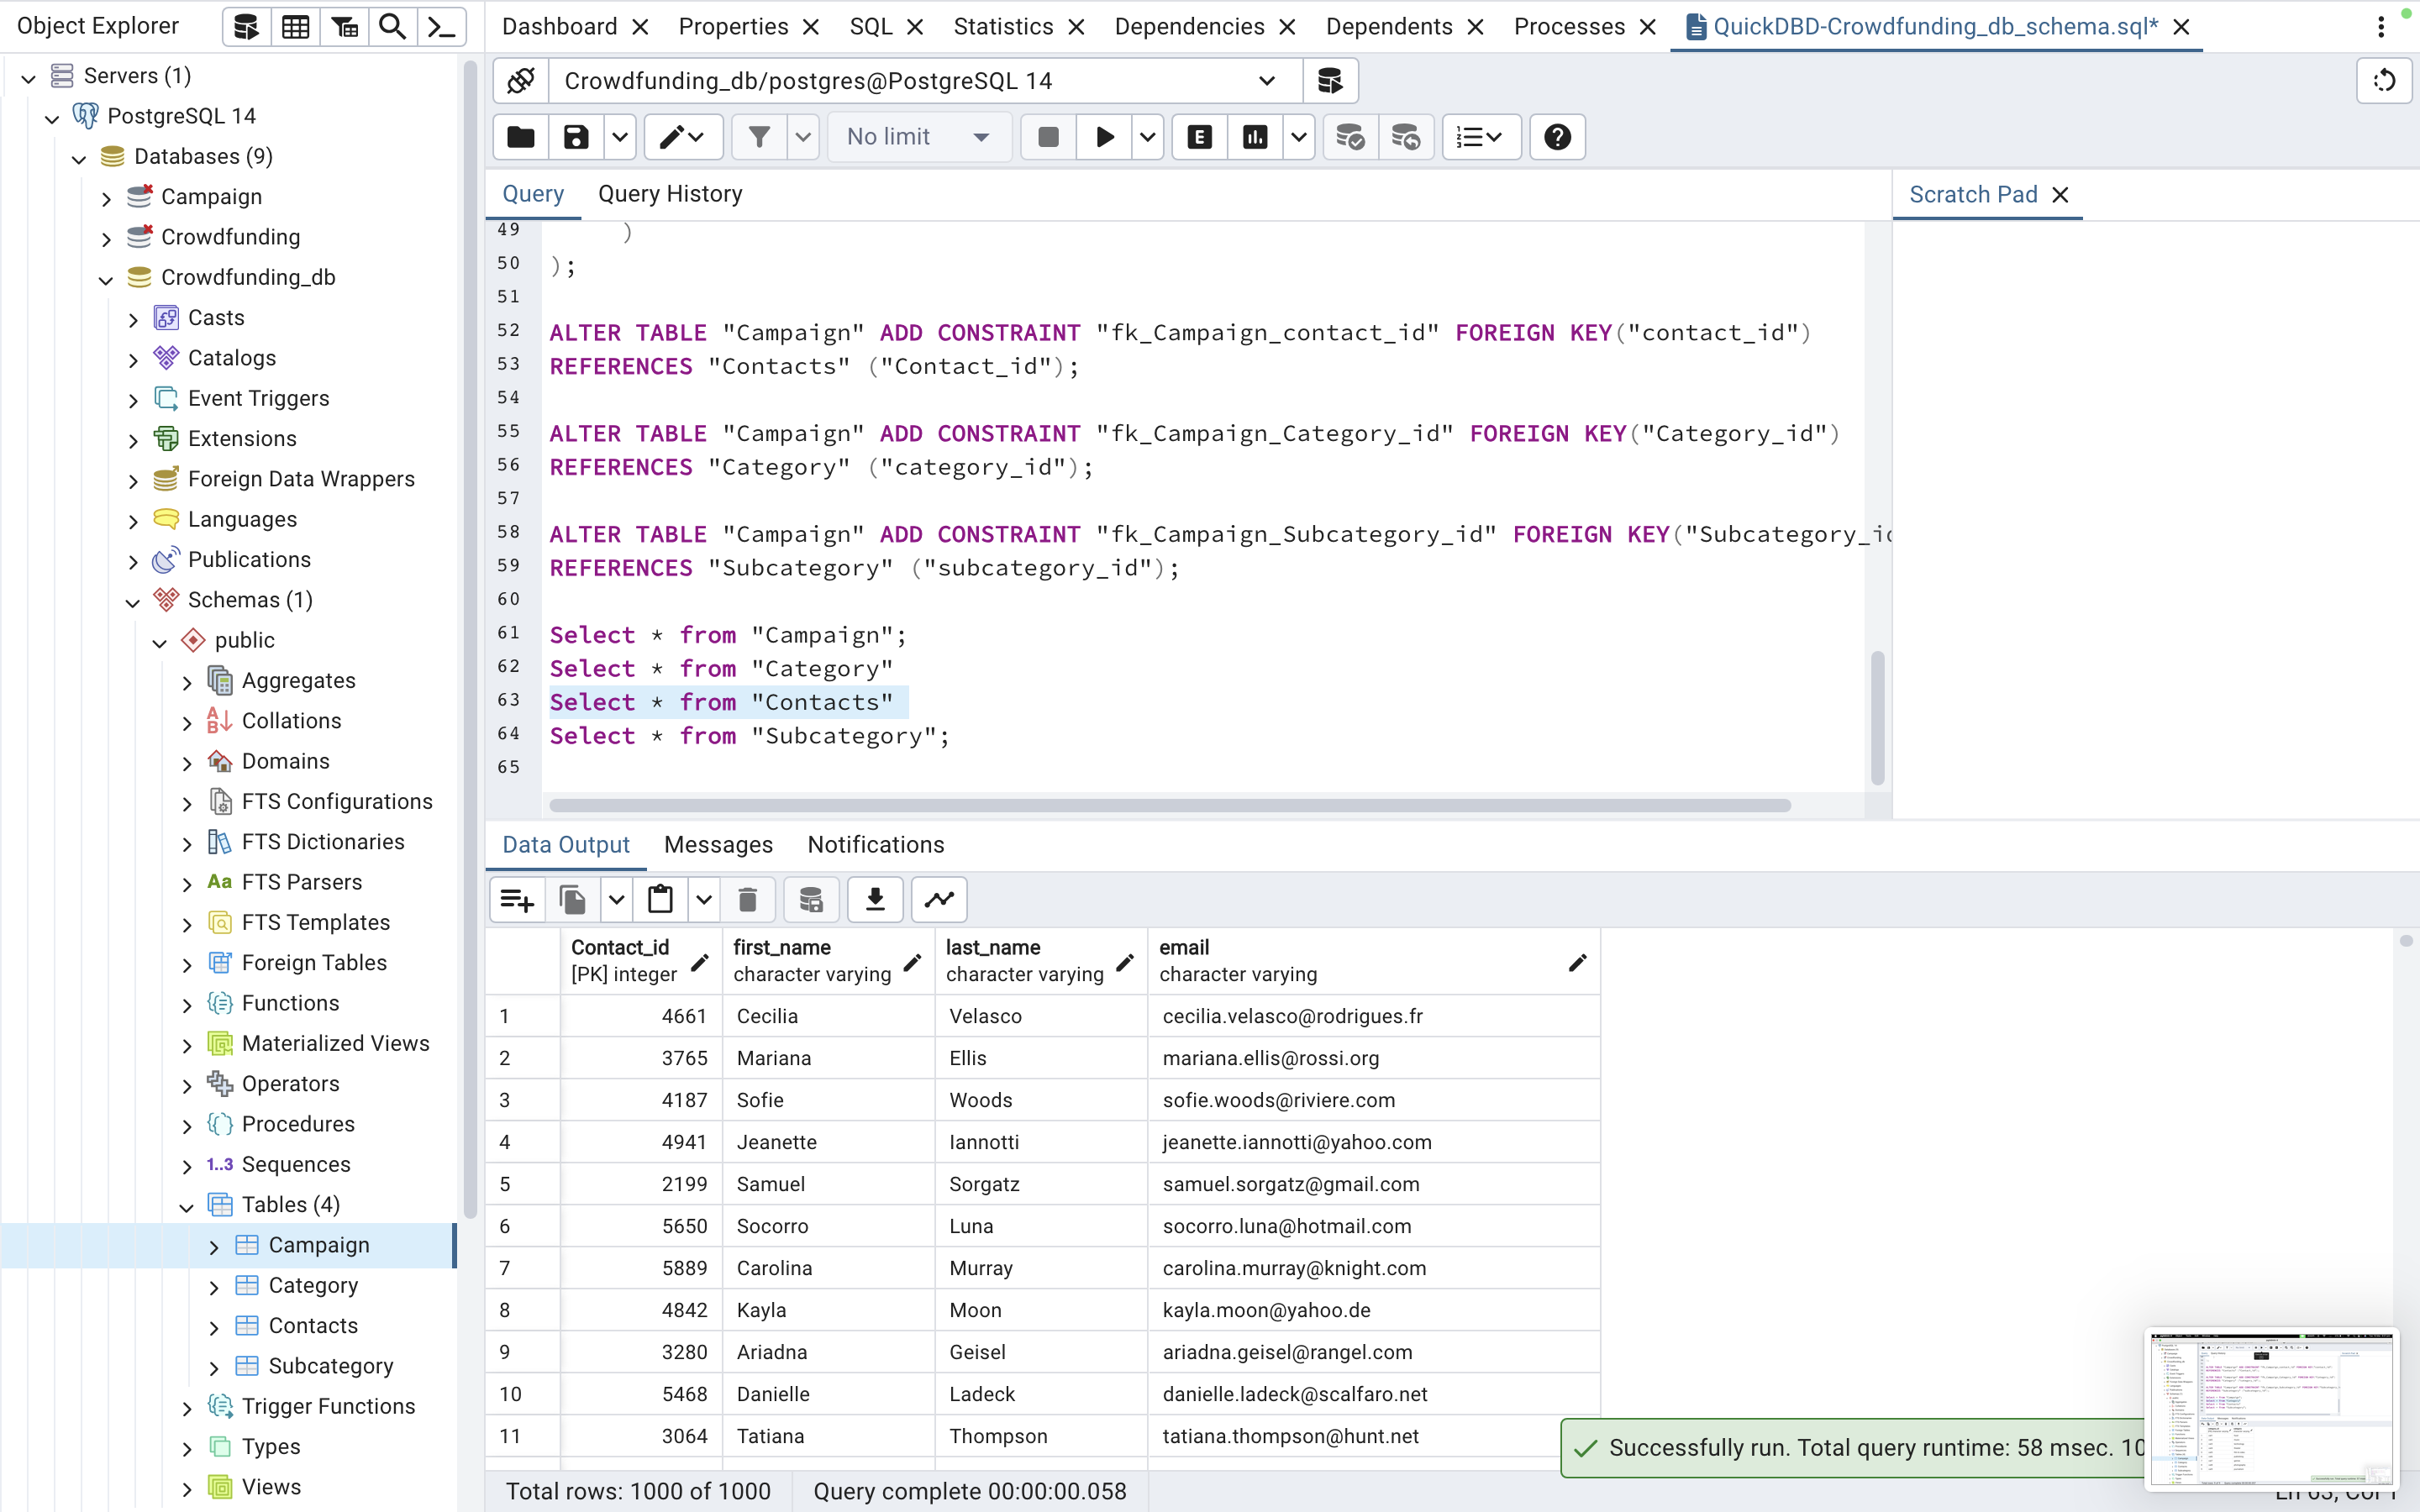 Object Explorer
Dashboard
Properties
SQL
Statistics
Dependencies
Dependents
Processes
QuickDBD-Crowdfunding_db_schema.sql*
Servers (1)
PostgreSQL 14
Databases (9)
Campaign
Crowdfunding
Crowdfunding_db
Casts
Catalogs
Event Triggers
Extensions
Foreign Data Wrappers
Languages
Publications
Schemas (1)
public
Aggregates
Collations
Domains
FTS Configurations
FTS Dictionaries
Aa FTS Parsers
FTS Templates
Foreign Tables
Functions
Materialized Views
Operators
Procedures
1..3 Sequences
Tables (4)
Campaign
Category
Contacts
Subcategory
Trigger Functions
Types
Views
Crowdfunding_db/postgres@PostgreSQL 14
No limit
E
Query
Query History
Scratch Pad
49 )
50 );
51
52 ALTER TABLE "Campaign" ADD CONSTRAINT "fk_Campaign_contact_id" FOREIGN KEY("contact_id")
53 REFERENCES "Contacts" ("Contact_id");
54
55 ALTER TABLE "Campaign" ADD CONSTRAINT "fk_Campaign_Category_id" FOREIGN KEY("Category_id")
56 REFERENCES "Category" ("category_id");
57
58 ALTER TABLE "Campaign" ADD CONSTRAINT "fk_Campaign_Subcategory_id" FOREIGN KEY("Subcategory_i
59 REFERENCES "Subcategory" ("subcategory_id");
60
61 Select * from "Campaign";
62 Select * from "Category"
63 Select * from "Contacts"
64 Select * from "Subcategory";
65
Data Output
Messages
Notifications
Contact_id first_name last_name email
[PK] integer character varying character varying character varying
1 4661 Cecilia Velasco cecilia.velasco@rodrigues.fr
2 3765 Mariana Ellis mariana.ellis@rossi.org
3 4187 Sofie Woods sofie.woods@riviere.com
4 4941 Jeanette Iannotti jeanette.iannotti@yahoo.com
5 2199 Samuel Sorgatz samuel.sorgatz@gmail.com
6 5650 Socorro Luna socorro.luna@hotmail.com
7 5889 Carolina Murray carolina.murray@knight.com
8 4842 Kayla Moon kayla.moon@yahoo.de
9 3280 Ariadna Geisel ariadna.geisel@rangel.com
10 5468 Danielle Ladeck danielle.ladeck@scalfaro.net
11 3064 Tatiana Thompson tatiana.thompson@hunt.net
Successfully run. Total query runtime: 58 msec. 10
Total rows: 1000 of 1000
Query complete 00:00:00.058
Ln 63, Col 1